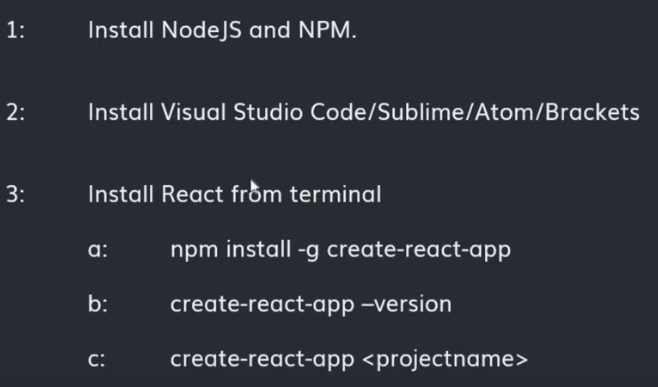 1: Install NodeJS and NPM.
2: Install Visual Studio Code/Sublime/Atom/Brackets
3: Install React from terminal
a: npm install -g create-react-app
b: create-react-app –version
c: create-react-app <projectname>